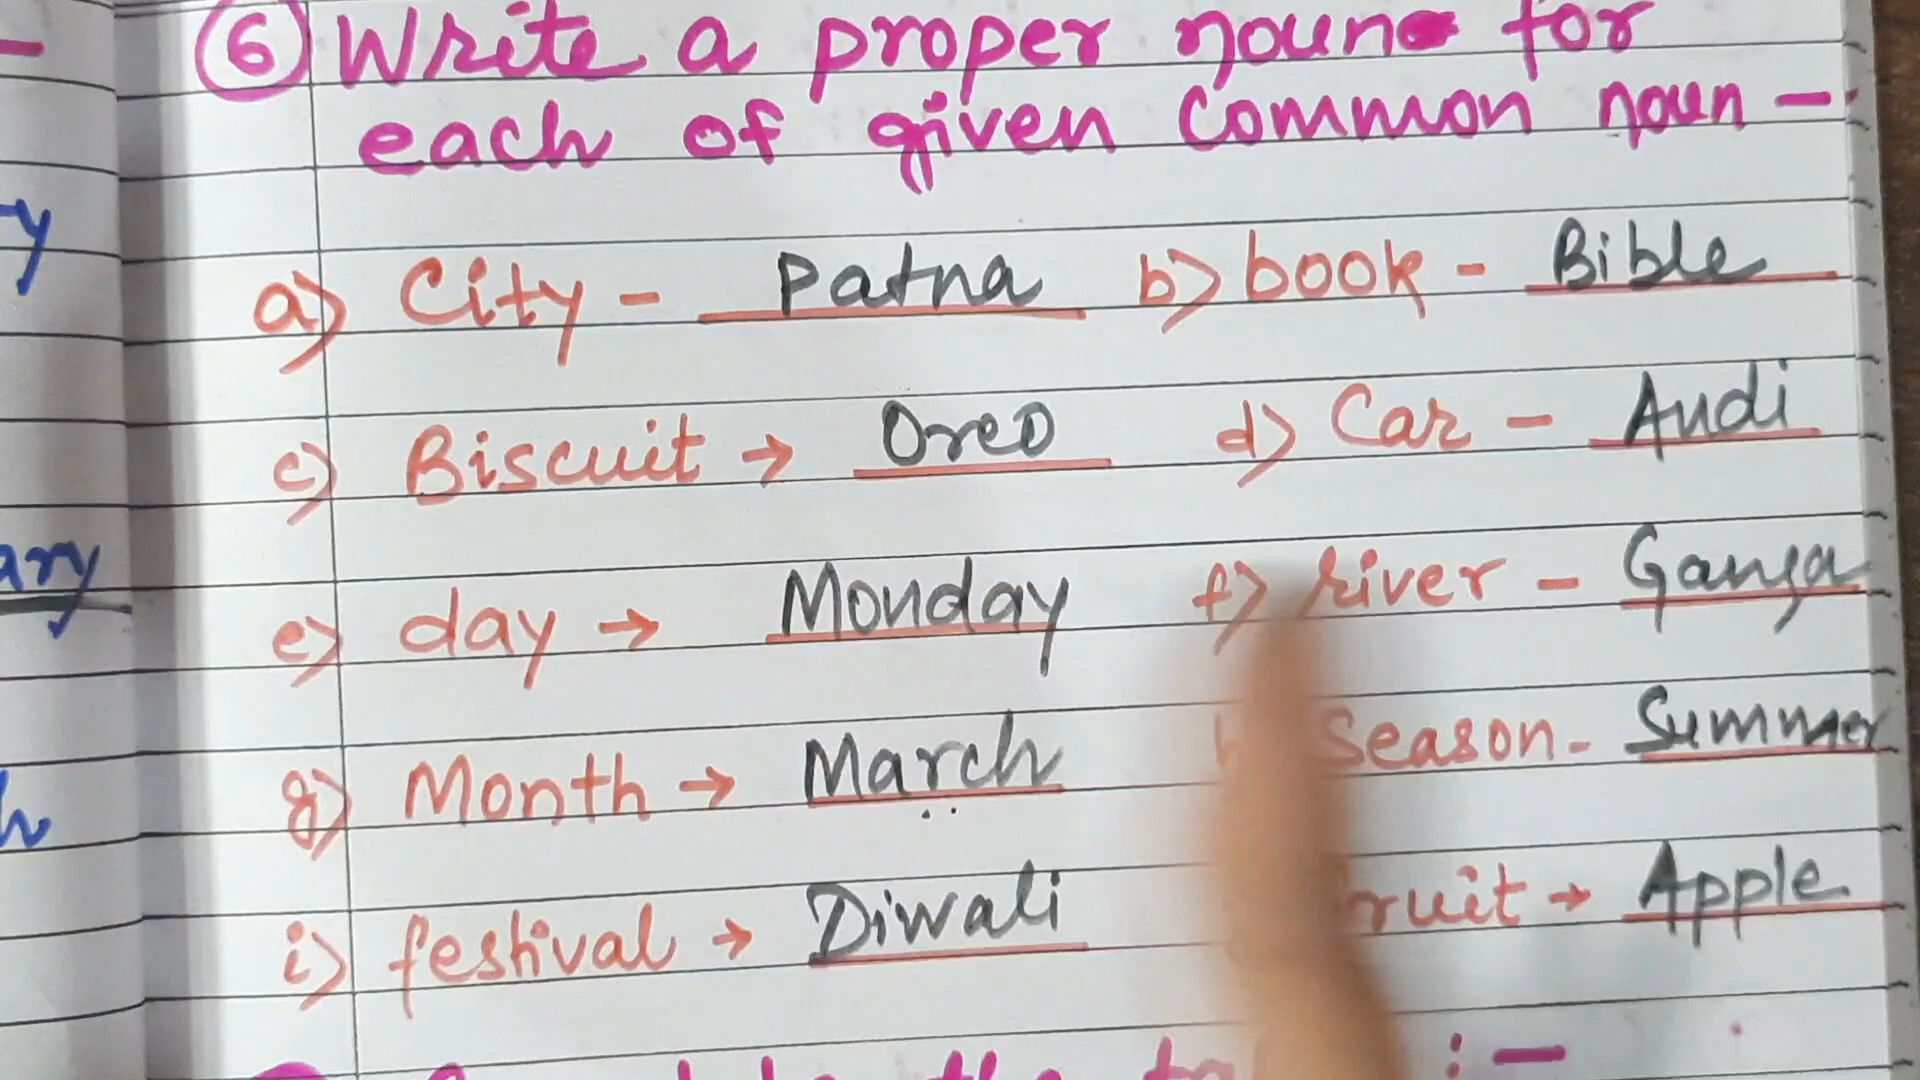 6 Write a proper noun for
each of given Common noun -
a) City - Patna b) book - Bible
c) Biscuit → Oreo d) Car - Audi
e) day → Monday f) river - Ganga
g) Month → March Season - Summer
i) festival → Diwali ruit → Apple